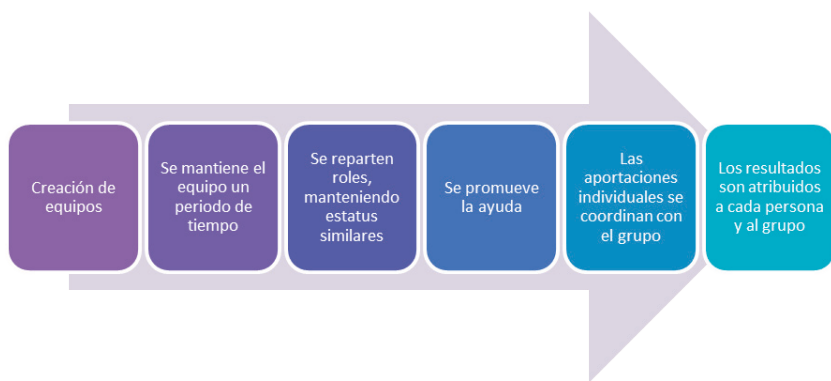 Creación de
equipos
Se mantiene el
equipo un
periodo de
tiempo
Se reparten
roles,
manteniendo
estatus
similares
Se promueve
la ayuda
Las
aportaciones
individuales se
coordinan con
el grupo
Los resultados
son atribuidos
a cada persona
y al grupo